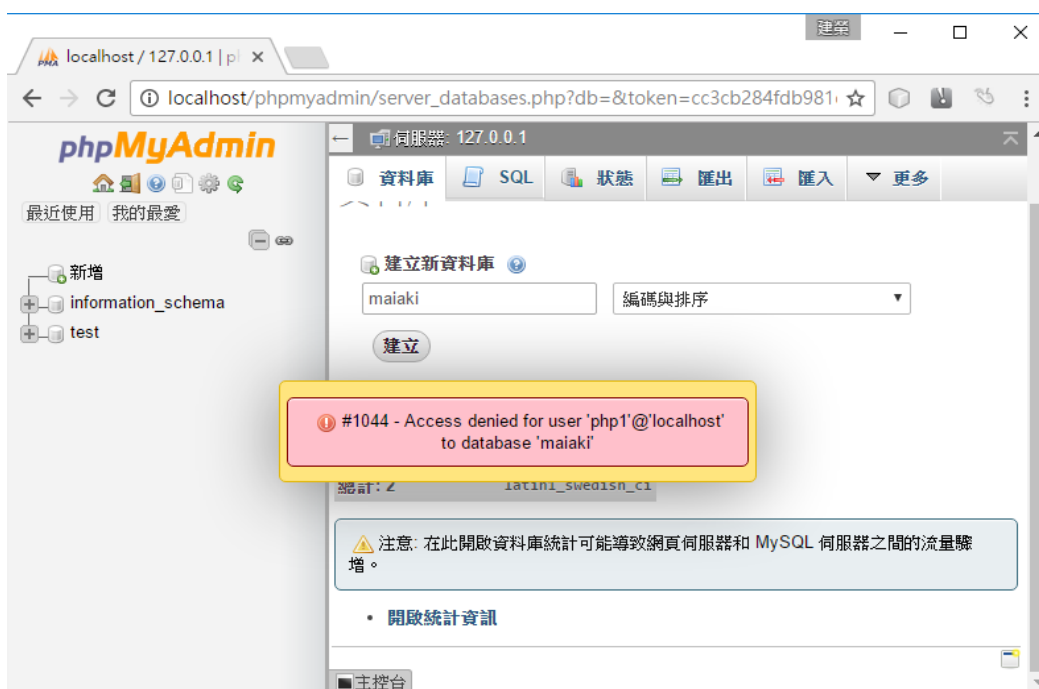 建榮
localhost / 127.0.0.1 | pl
localhost/phpmyadmin/server_databases.php?db=&token=cc3cb284fdb981
phpMyAdmin
最近使用 我的最愛
新增
information_schema
test
伺服器: 127.0.0.1
資料庫 SQL 狀態 匯出 匯入 更多
建立新資料庫
maiaki 編碼與排序
建立
#1044 - Access denied for user 'php1'@'localhost'
to database 'maiaki'
總計: 2 latin1_swedish_ci
注意: 在此開啟資料庫統計可能導致網頁伺服器和 MySQL 伺服器之間的流量驟
增。
• 開啟統計資訊
主控台